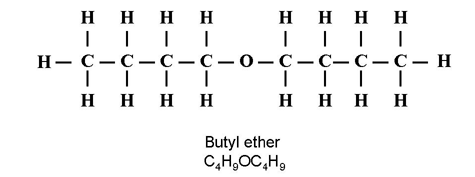 H H H H H H H H
H — C — C — C — C — O — C — C — C — C — H
H H H H H H H H
Butyl ether
C₄H₉OC₄H₉